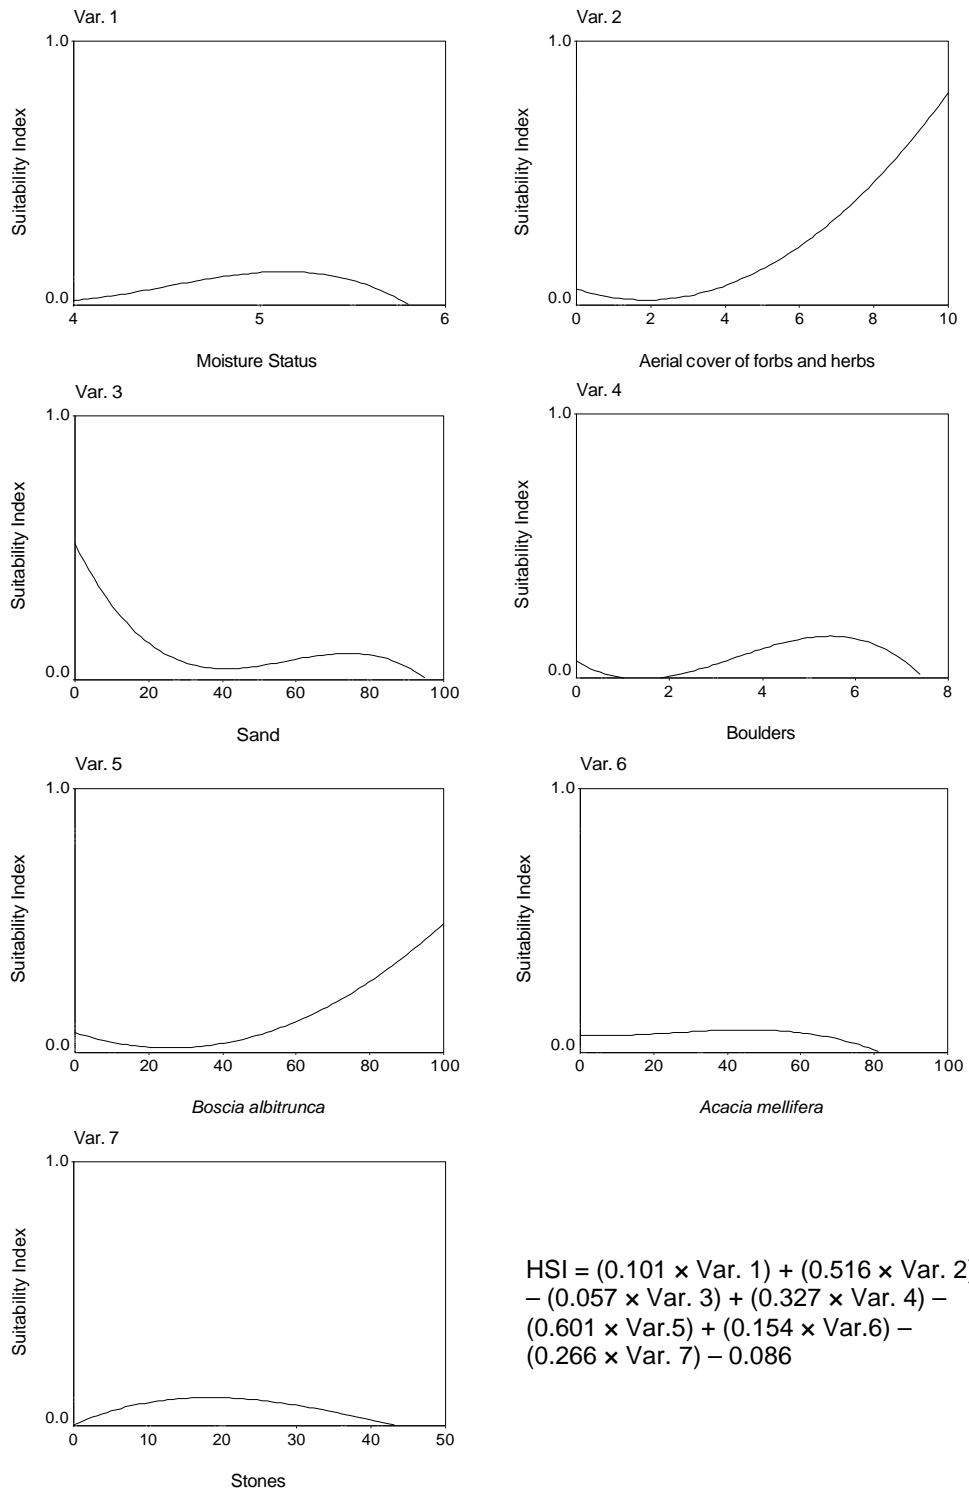 Var. 1
1.0
Suitability Index
0.0
4 5 6
Moisture Status
Var. 2
1.0
Suitability Index
0.0
0 2 4 6 8 10
Aerial cover of forbs and herbs
Var. 3
1.0
Suitability Index
0.0
0 20 40 60 80 100
Sand
Var. 4
1.0
Suitability Index
0.0
0 2 4 6 8
Boulders
Var. 5
1.0
Suitability Index
0.0
0 20 40 60 80 100
Boscia albitrunca
Var. 6
1.0
Suitability Index
0.0
0 20 40 60 80 100
Acacia mellifera
Var. 7
1.0
Suitability Index
0.0
0 10 20 30 40 50
Stones
HSI = (0.101 × Var. 1) + (0.516 × Var. 2)
– (0.057 × Var. 3) + (0.327 × Var. 4) –
(0.601 × Var.5) + (0.154 × Var.6) –
(0.266 × Var. 7) – 0.086